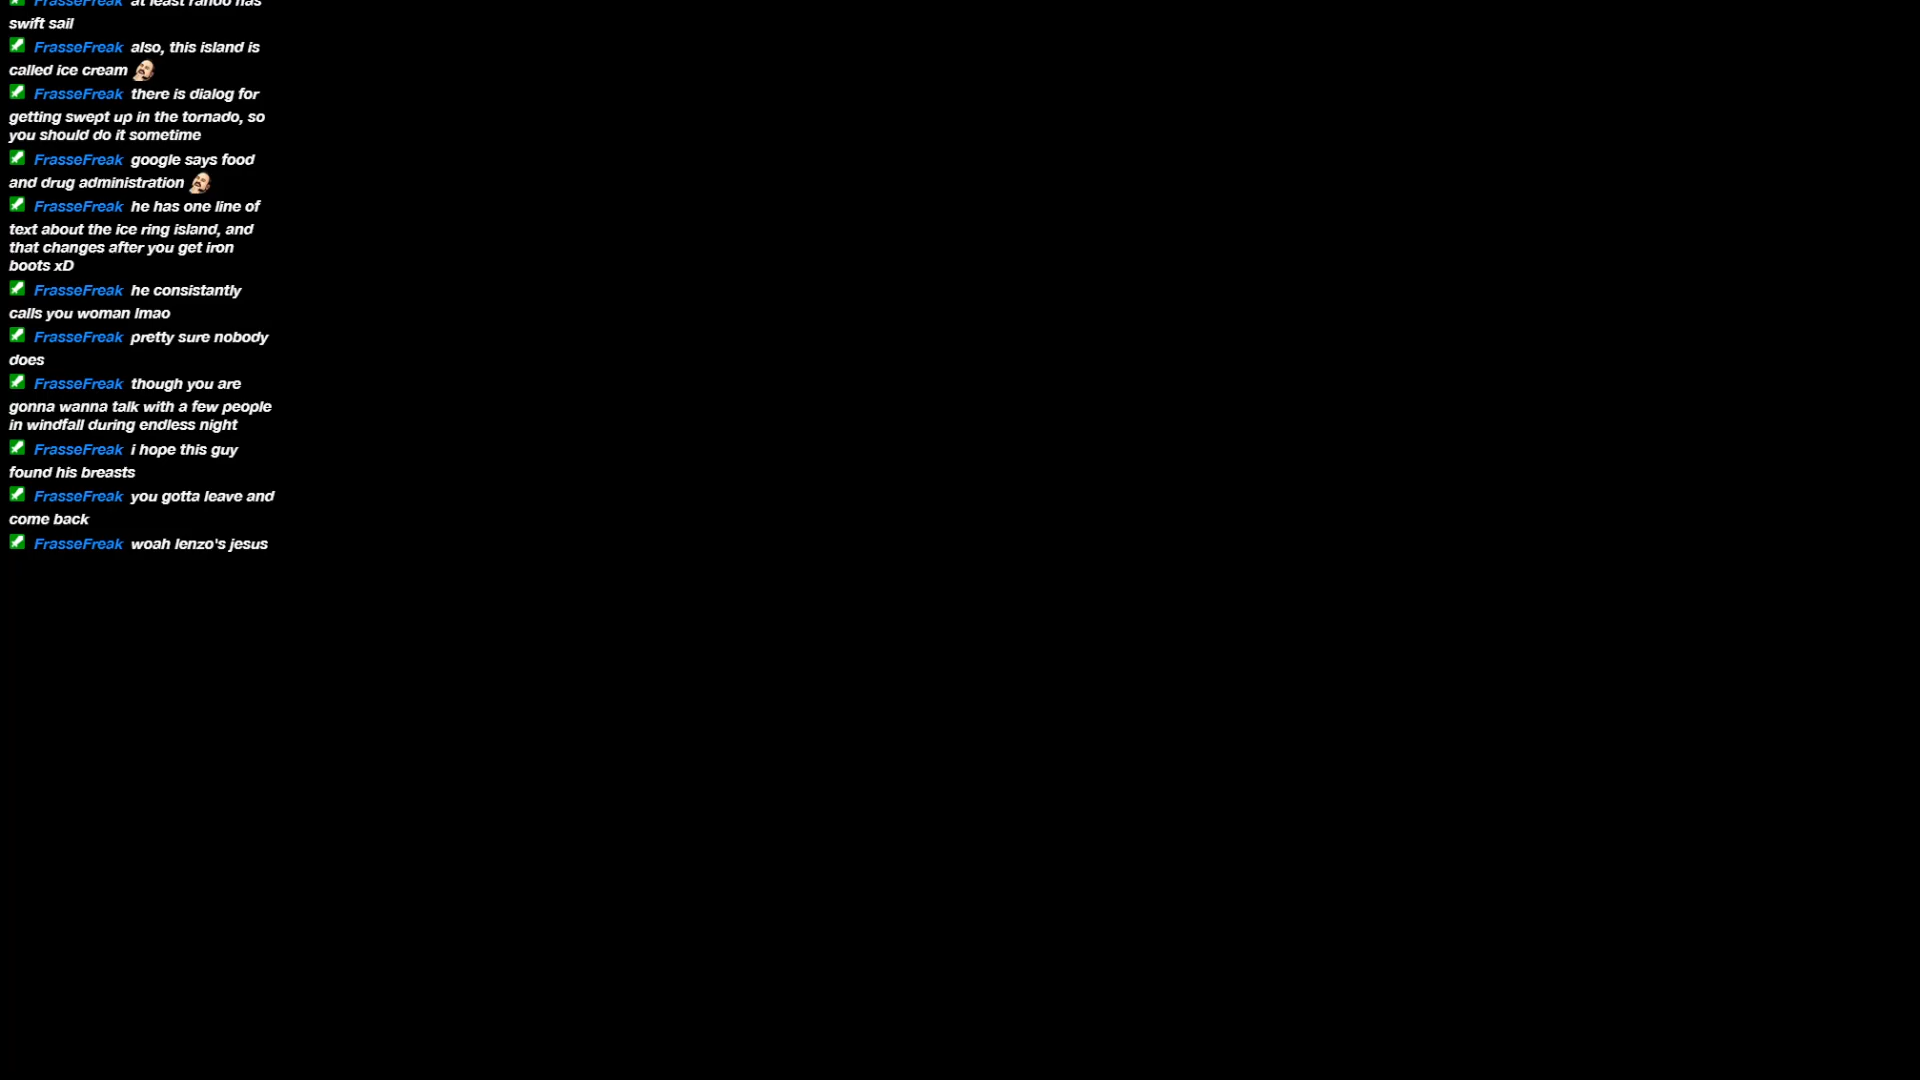 FrasseFreak at least rando has
swift sail
FrasseFreak also, this island is
called ice cream
FrasseFreak there is dialog for
getting swept up in the tornado, so
you should do it sometime
FrasseFreak google says food
and drug administration
FrasseFreak he has one line of
text about the ice ring island, and
that changes after you get iron
boots xD
FrasseFreak he consistantly
calls you woman lmao
FrasseFreak pretty sure nobody
does
FrasseFreak though you are
gonna wanna talk with a few people
in windfall during endless night
FrasseFreak i hope this guy
found his breasts
FrasseFreak you gotta leave and
come back
FrasseFreak woah lenzo's jesus